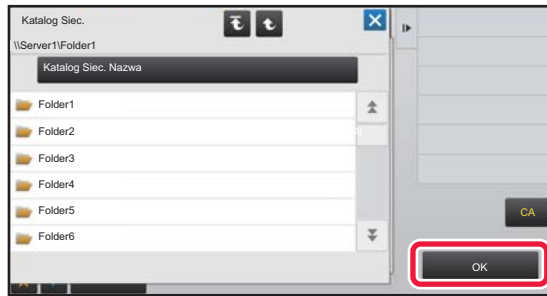 Katalog Siec.
\\Server1\Folder1
Katalog Siec. Nazwa
Folder1
Folder2
Folder3
Folder4
Folder5
Folder6
CA
OK